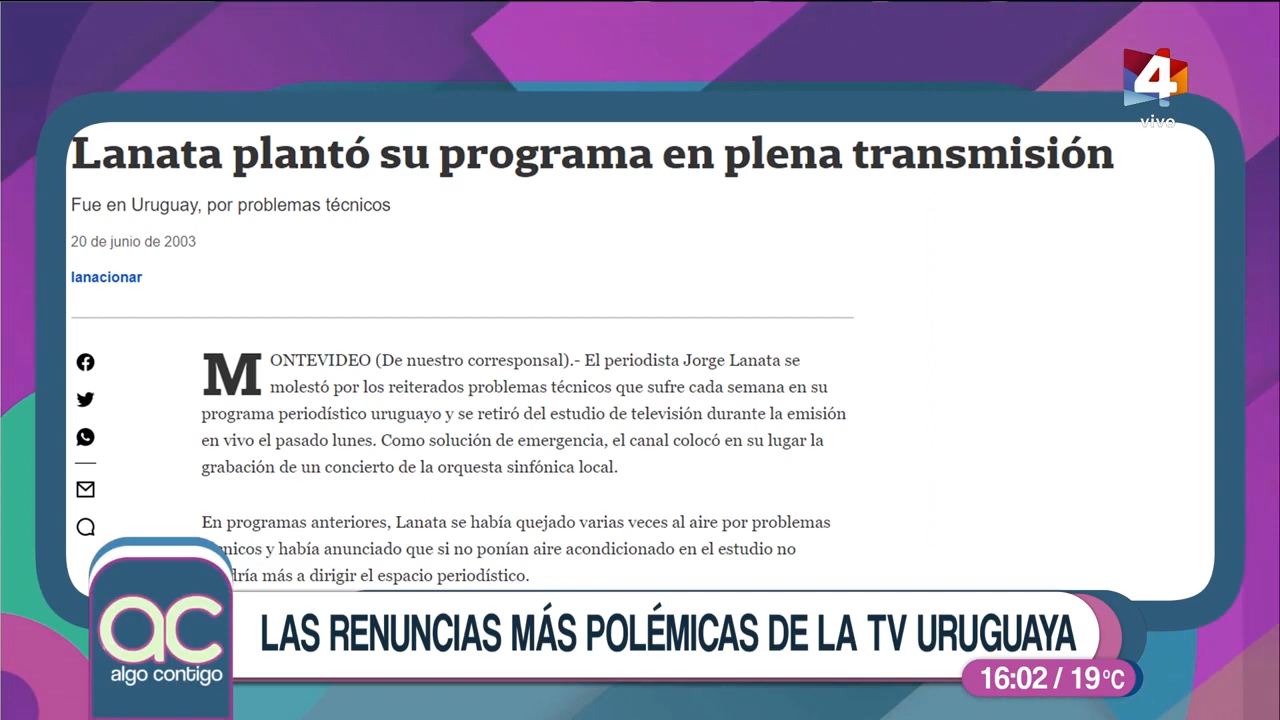 4
vivo
Lanata plantó su programa en plena transmisión
Fue en Uruguay, por problemas técnicos
20 de junio de 2003
lanacionar
MONTEVIDEO (De nuestro corresponsal).- El periodista Jorge Lanata se
molestó por los reiterados problemas técnicos que sufre cada semana en su
programa periodístico uruguayo y se retiró del estudio de televisión durante la emisión
en vivo el pasado lunes. Como solución de emergencia, el canal colocó en su lugar la
grabación de un concierto de la orquesta sinfónica local.
En programas anteriores, Lanata se había quejado varias veces al aire por problemas
y había anunciado que si no ponían aire acondicionado en el estudio no
más a dirigir el espacio periodístico.
ac
algo contigo
LAS RENUNCIAS MÁS POLÉMICAS DE LA TV URUGUAYA
16:02 / 19°C